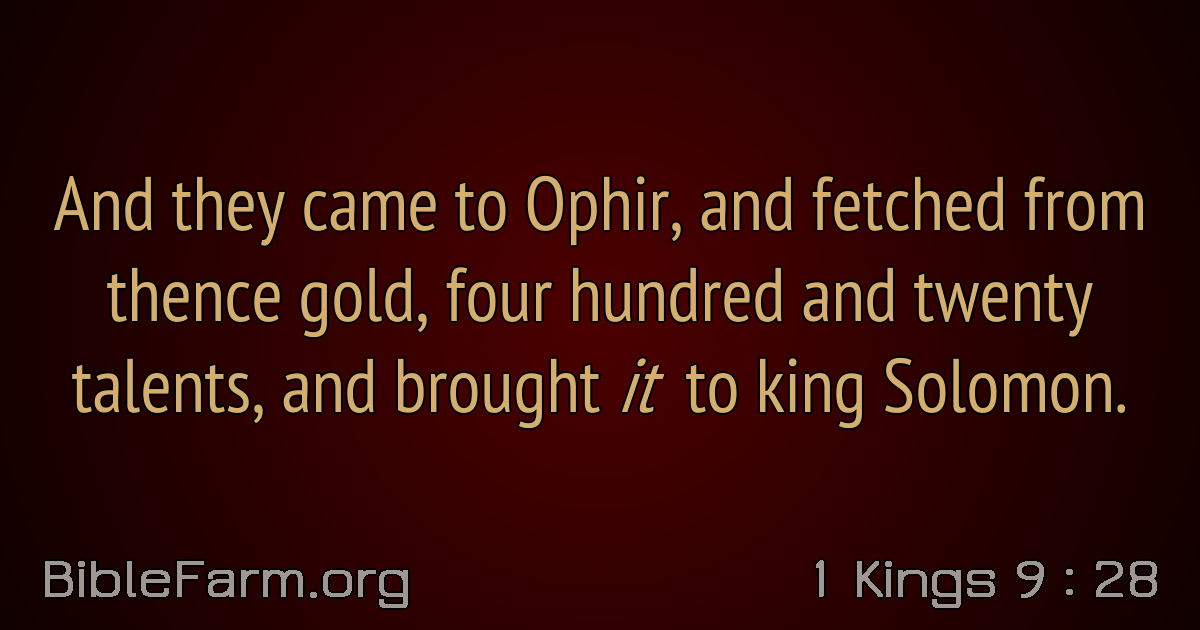 And they came to Ophir, and fetched from
thence gold, four hundred and twenty
talents, and brought it to king Solomon.
BibleFarm.org
1 Kings 9 : 28